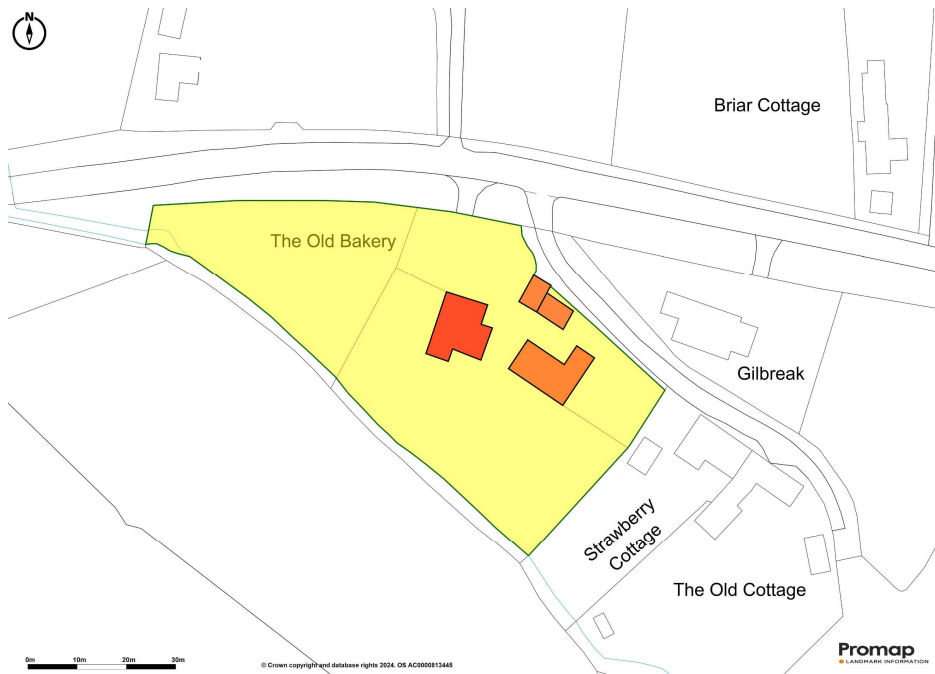 N
Briar Cottage
The Old Bakery
Gilbreak
Strawberry
Cottage
The Old Cottage
0m 10m 20m 30m
© Crown copyright and database rights 2024. OS AC0000813445
Promap
LANDMARK INFORMATION